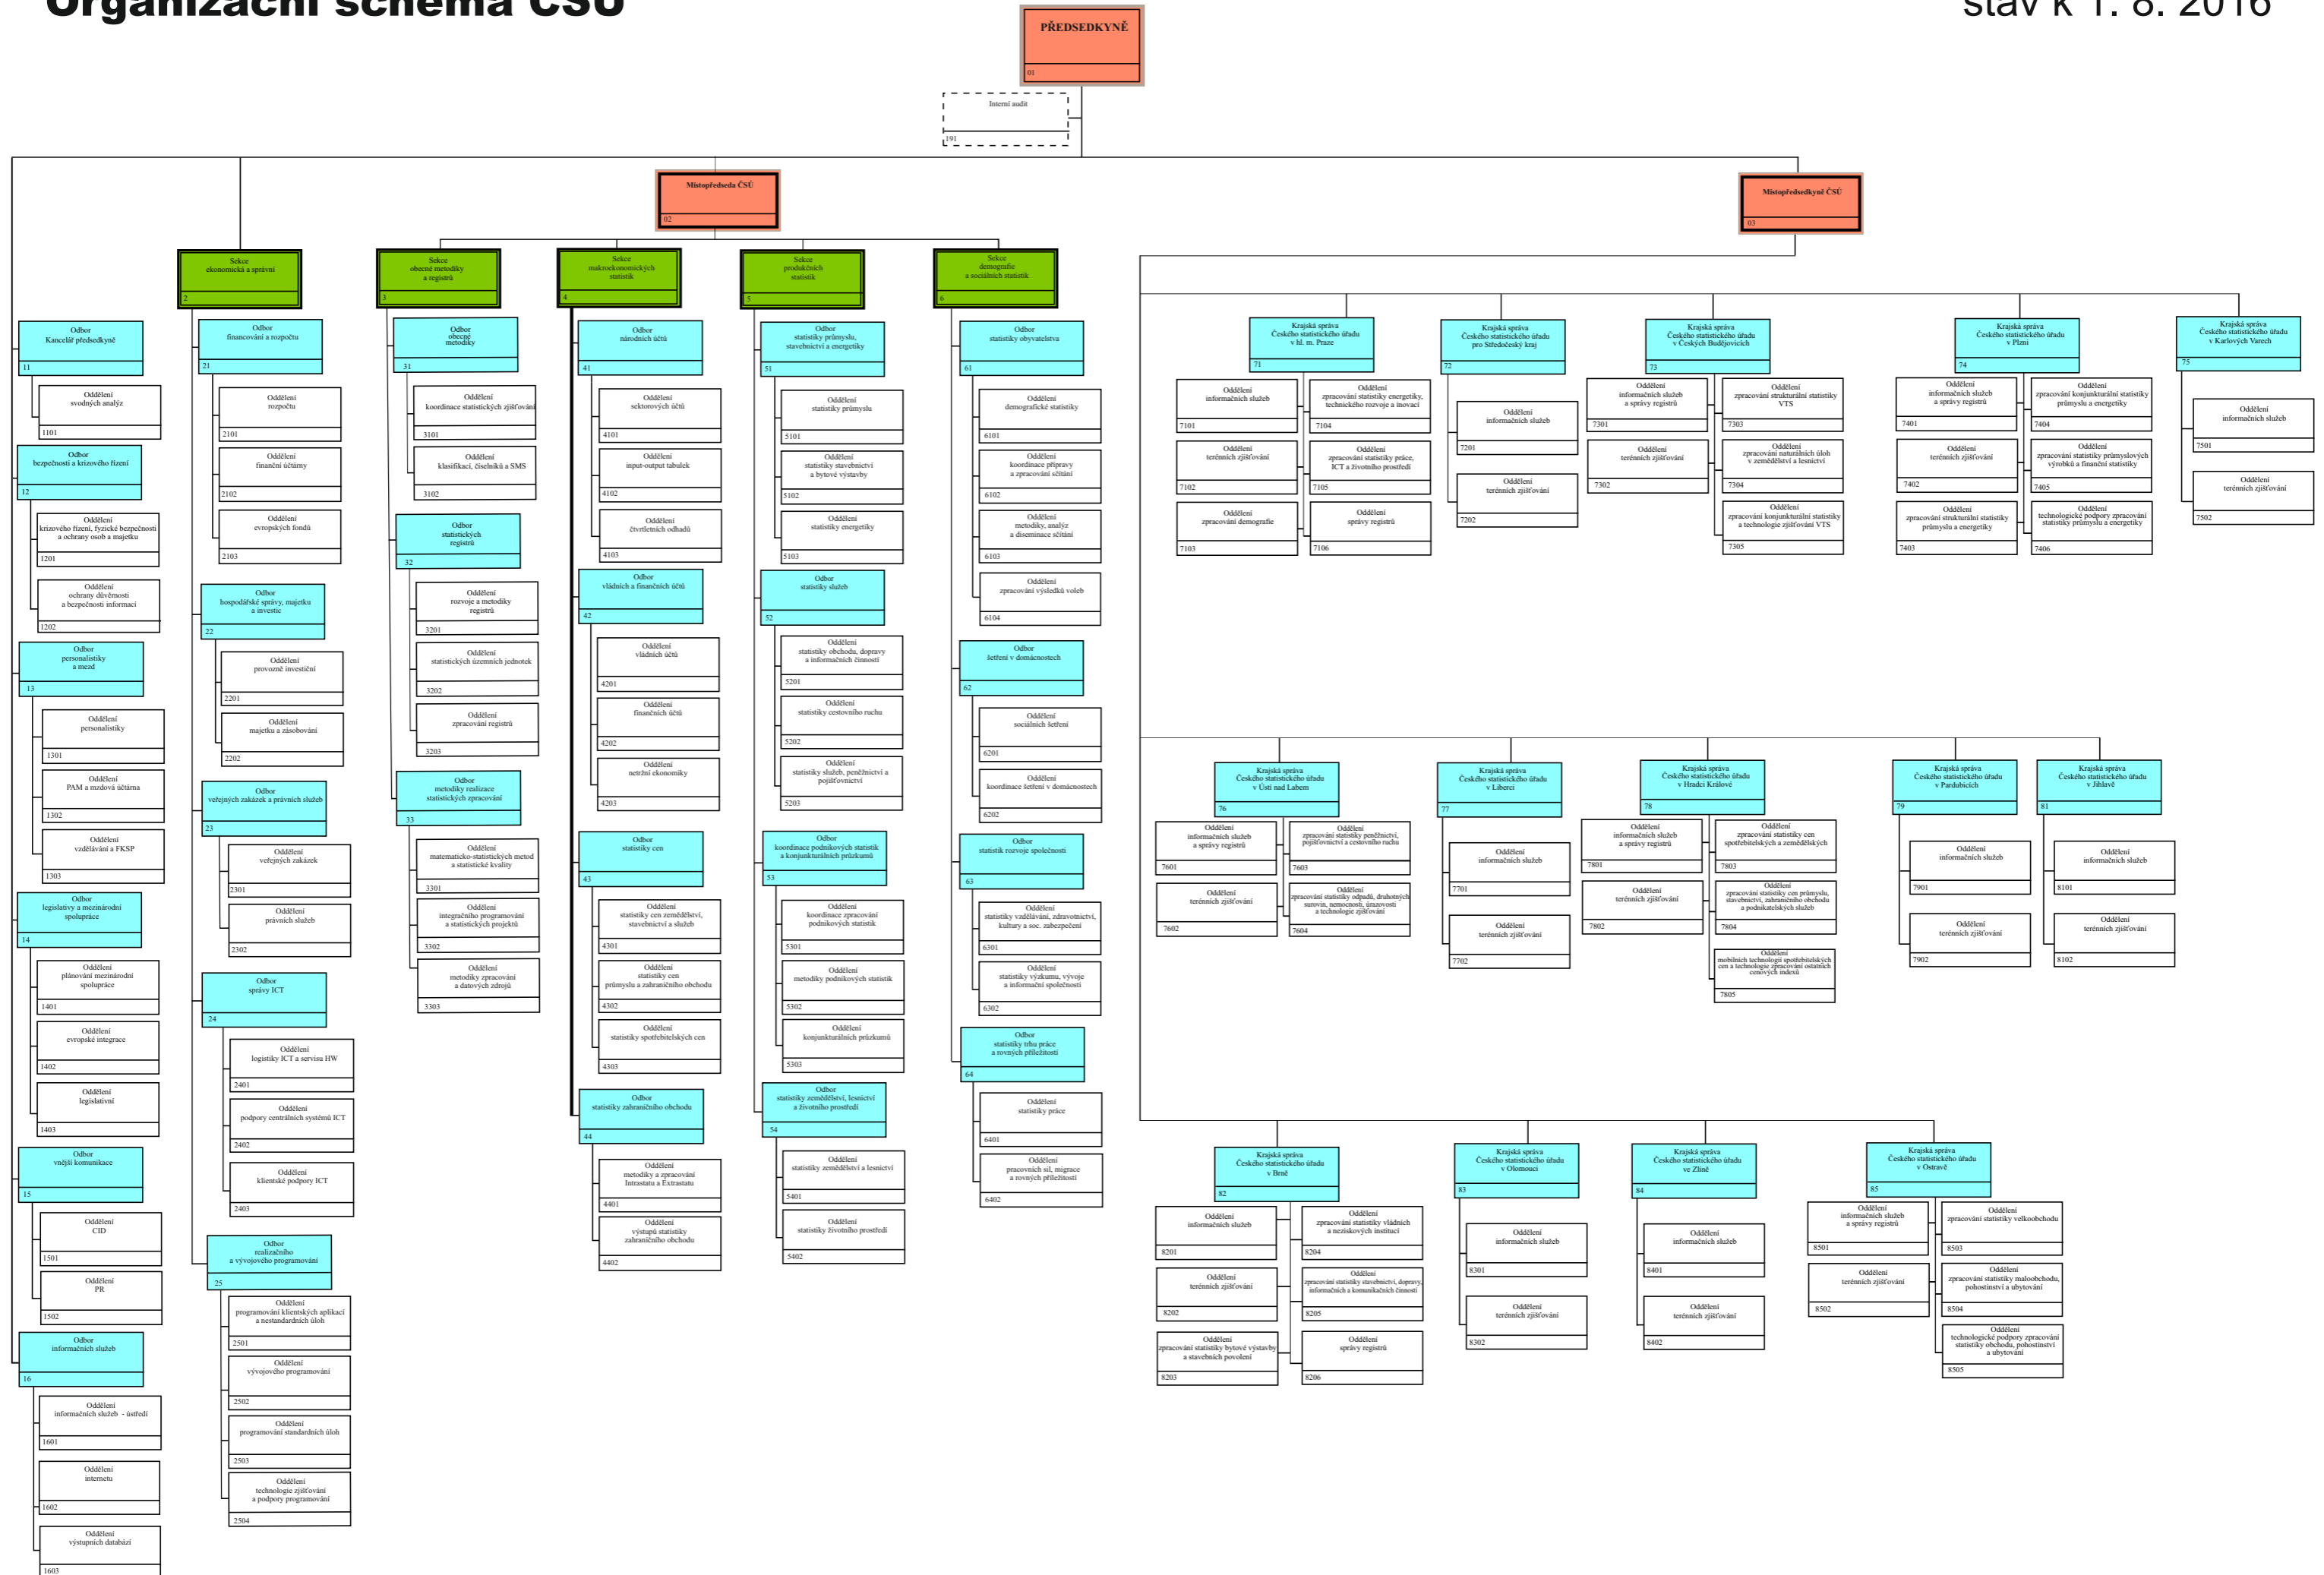 Organizační schéma ČSÚ
stav k 1. 8. 2016
PŘEDSEDKYNĚ
01
Interní audit
191
Místopředseda ČSÚ
02
Místopředsedkyně ČSÚ
03
Sekce
ekonomická a správní
2
Sekce
obecné metodiky
a registrů
3
Sekce
makroekonomických
statistik
4
Sekce
produkčních
statistik
5
Sekce
demografie
a sociálních statistik
6
Odbor
Kancelář předsedkyně
11
Oddělení
svodných analýz
1101
Odbor
bezpečnosti a krizového řízení
12
Oddělení
krizového řízení, fyzické bezpečnosti
a ochrany osob a majetku
1201
Oddělení
ochrany důvěrnosti
a bezpečnosti informací
1202
Odbor
personalistiky
a mezd
13
Oddělení
personalistiky
1301
Oddělení
PAM a mzdová účtárna
1302
Oddělení
vzdělávání a FKSP
1303
Odbor
legislativy a mezinárodní
spolupráce
14
Oddělení
plánování mezinárodní
spolupráce
1401
Oddělení
evropské integrace
1402
Oddělení
legislativní
1403
Odbor
vnější komunikace
15
Oddělení
CID
1501
Oddělení
PR
1502
Odbor
informačních služeb
16
Oddělení
informačních služeb - ústředí
1601
Oddělení
internetu
1602
Oddělení
výstupních databází
1603
Odbor
financování a rozpočtu
21
Oddělení
rozpočtu
2101
Oddělení
finanční účtárny
2102
Oddělení
evropských fondů
2103
Odbor
hospodářské správy, majetku
a investic
22
Oddělení
provozně investiční
2201
Oddělení
majetku a zásobování
2202
Odbor
veřejných zakázek a právních služeb
23
Oddělení
veřejných zakázek
2301
Oddělení
právních služeb
2302
Odbor
správy ICT
24
Oddělení
logistiky ICT a servisu HW
2401
Oddělení
podpory centrálních systémů ICT
2402
Oddělení
klientské podpory ICT
2403
Odbor
realizačního
a vývojového programování
25
Oddělení
programování klientských aplikací
a nestandardních úloh
2501
Oddělení
vývojového programování
2502
Oddělení
programování standardních úloh
2503
Oddělení
technologie zjišťování
a podpory programování
2504
Odbor
obecné
metodiky
31
Oddělení
koordinace statistických zjišťování
3101
Oddělení
klasifikací, číselníků a SMS
3102
Odbor
statistických
registrů
32
Oddělení
rozvoje a metodiky
registrů
3201
Oddělení
statistických územních jednotek
3202
Oddělení
zpracování registrů
3203
Odbor
metodiky realizace
statistických zpracování
33
Oddělení
matematicko-statistických metod
a statistické kvality
3301
Oddělení
integračního programování
a statistických projektů
3302
Oddělení
metodiky zpracování
a datových zdrojů
3303
Odbor
národních účtů
41
Oddělení
sektorových účtů
4101
Oddělení
input-output tabulek
4102
Oddělení
čtvrtletních odhadů
4103
Odbor
vládních a finančních účtů
42
Oddělení
vládních účtů
4201
Oddělení
finančních účtů
4202
Oddělení
netržní ekonomiky
4203
Odbor
statistiky cen
43
Oddělení
statistiky cen zemědělství,
stavebnictví a služeb
4301
Oddělení
statistiky cen
průmyslu a zahraničního obchodu
4302
Oddělení
statistiky spotřebitelských cen
4303
Odbor
statistiky zahraničního obchodu
44
Oddělení
metodiky a zpracování
Intrastatu a Extrastatu
4401
Oddělení
výstupů statistiky
zahraničního obchodu
4402
Odbor
statistiky průmyslu,
stavebnictví a energetiky
51
Oddělení
statistiky průmyslu
5101
Oddělení
statistiky stavebnictví
a bytové výstavby
5102
Oddělení
statistiky energetiky
5103
Odbor
statistiky služeb
52
Oddělení
statistiky obchodu, dopravy
a informačních činností
5201
Oddělení
statistiky cestovního ruchu
5202
Oddělení
statistiky služeb, peněžnictví a
pojišťovnictví
5203
Odbor
koordinace podnikových statistik
a konjunkturálních průzkumů
53
Oddělení
koordinace zpracování
podnikových statistik
5301
Oddělení
metodiky podnikových statistik
5302
Oddělení
konjunkturálních průzkumů
5303
Odbor
statistiky zemědělství, lesnictví
a životního prostředí
54
Oddělení
statistiky zemědělství a lesnictví
5401
Oddělení
statistiky životního prostředí
5402
Odbor
statistiky obyvatelstva
61
Oddělení
demografické statistiky
6101
Oddělení
koordinace přípravy
a zpracování sčítání
6102
Oddělení
metodiky, analýz
a diseminace sčítání
6103
Oddělení
zpracování výsledků voleb
6104
Odbor
šetření v domácnostech
62
Oddělení
sociálních šetření
6201
Oddělení
koordinace šetření v domácnostech
6202
Odbor
statistik rozvoje společnosti
63
Oddělení
statistiky vzdělávání, zdravotnictví,
kultury a soc. zabezpečení
6301
Oddělení
statistiky výzkumu, vývoje
a informační společnosti
6302
Odbor
statistiky trhu práce
a rovných příležitostí
64
Oddělení
statistiky práce
6401
Oddělení
pracovních sil, migrace
a rovných příležitostí
6402
Krajská správa
Českého statistického úřadu
v hl. m. Praze
71
Oddělení
informačních služeb
7101
Oddělení
terénních zjišťování
7102
Oddělení
zpracování demografie
7103
Oddělení
zpracování statistiky energetiky,
technického rozvoje a inovací
7104
Oddělení
zpracování statistiky práce,
ICT a životního prostředí
7105
Oddělení
správy registrů
7106
Krajská správa
Českého statistického úřadu
pro Středočeský kraj
72
Oddělení
informačních služeb
7201
Oddělení
terénních zjišťování
7202
Krajská správa
Českého statistického úřadu
v Českých Budějovicích
73
Oddělení
informačních služeb
a správy registrů
7301
Oddělení
terénních zjišťování
7302
Oddělení
zpracování strukturální statistiky
VTS
7303
Oddělení
zpracování naturálních úloh
v zemědělství a lesnictví
7304
Oddělení
zpracování konjunkturální statistiky
a technologie zjišťování VTS
7305
Krajská správa
Českého statistického úřadu
v Plzni
74
Oddělení
informačních služeb
a správy registrů
7401
Oddělení
terénních zjišťování
7402
Oddělení
zpracování strukturální statistiky
průmyslu a energetiky
7403
Oddělení
zpracování konjunkturální statistiky
průmyslu a energetiky
7404
Oddělení
zpracování statistiky průmyslových
výrobků a finanční statistiky
7405
Oddělení
technologické podpory zpracování
statistiky průmyslu a energetiky
7406
Krajská správa
Českého statistického úřadu
v Karlových Varech
75
Oddělení
informačních služeb
7501
Oddělení
terénních zjišťování
7502
Krajská správa
Českého statistického úřadu
v Ústí nad Labem
76
Oddělení
informačních služeb
a správy registrů
7601
Oddělení
terénních zjišťování
7602
Oddělení
zpracování statistiky peněžnictví,
pojišťovnictví a cestovního ruchu
7603
Oddělení
zpracování statistiky odpadů, druhotných
surovin, nemocnosti, úrazovosti
a technologie zjišťování
7604
Krajská správa
Českého statistického úřadu
v Liberci
77
Oddělení
informačních služeb
7701
Oddělení
terénních zjišťování
7702
Krajská správa
Českého statistického úřadu
v Hradci Králové
78
Oddělení
informačních služeb
a správy registrů
7801
Oddělení
terénních zjišťování
7802
Oddělení
zpracování statistiky cen
spotřebitelských a zemědělských
7803
Oddělení
zpracování statistiky cen průmyslu,
stavebnictví, zahraničního obchodu
a podnikatelských služeb
7804
Oddělení
mobilních technologií spotřebitelských
cen a technologie zpracování ostatních
cenových indexů
7805
Krajská správa
Českého statistického úřadu
v Pardubicích
79
Oddělení
informačních služeb
7901
Oddělení
terénních zjišťování
7902
Krajská správa
Českého statistického úřadu
v Jihlavě
81
Oddělení
informačních služeb
8101
Oddělení
terénních zjišťování
8102
Krajská správa
Českého statistického úřadu
v Brně
82
Oddělení
informačních služeb
8201
Oddělení
terénních zjišťování
8202
Oddělení
zpracování statistiky bytové výstavby
a stavebních povolení
8203
Oddělení
zpracování statistiky vládních
a neziskových institucí
8204
Oddělení
zpracování statistiky stavebnictví, dopravy,
informačních a komunikačních činností
8205
Oddělení
správy registrů
8206
Krajská správa
Českého statistického úřadu
v Olomouci
83
Oddělení
informačních služeb
8301
Oddělení
terénních zjišťování
8302
Krajská správa
Českého statistického úřadu
ve Zlíně
84
Oddělení
informačních služeb
8401
Oddělení
terénních zjišťování
8402
Krajská správa
Českého statistického úřadu
v Ostravě
85
Oddělení
informačních služeb
a správy registrů
8501
Oddělení
terénních zjišťování
8502
Oddělení
zpracování statistiky velkoobchodu
8503
Oddělení
zpracování statistiky maloobchodu,
pohostinství a ubytování
8504
Oddělení
technologické podpory zpracování
statistiky obchodu, pohostinství
a ubytování
8505